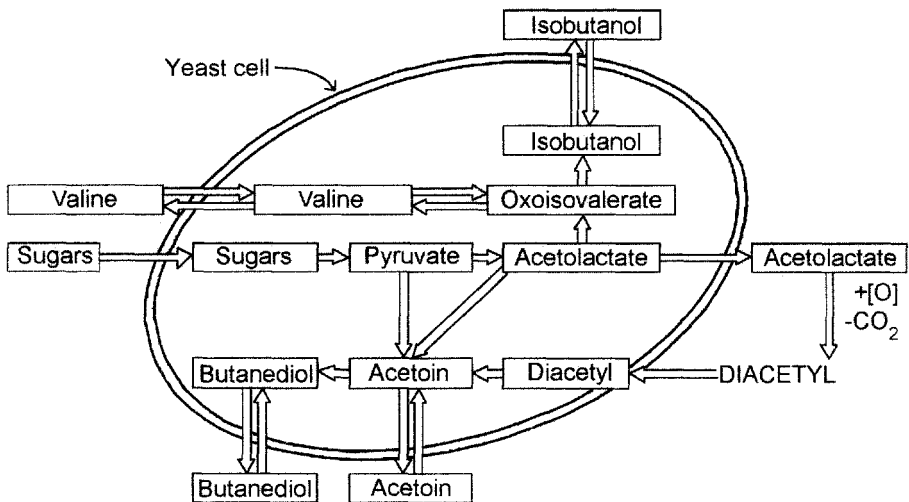 Isobutanol
Yeast cell
Isobutanol
Valine Valine Oxoisovalerate
Sugars Sugars Pyruvate Acetolactate Acetolactate
+[O]
-CO₂
Butanediol Acetoin Diacetyl DIACETYL
Butanediol Acetoin